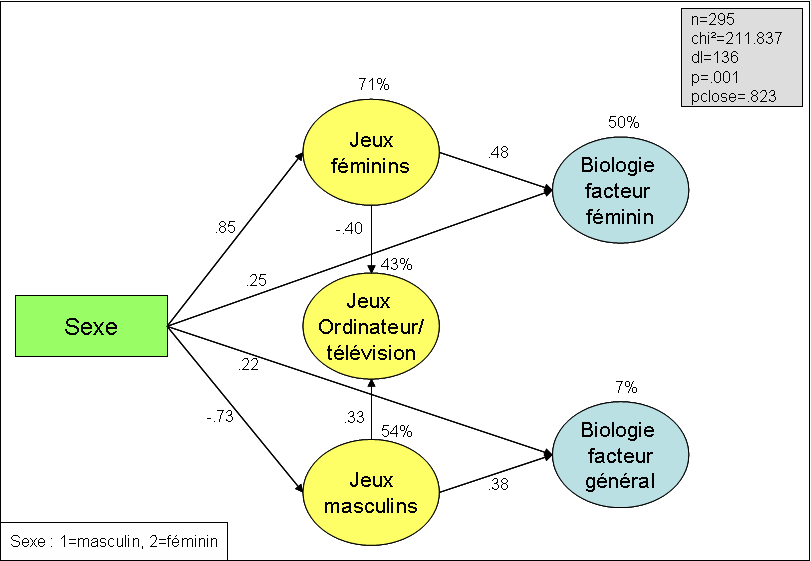 n=295
chi²=211.837
dl=136
p=.001
pclose=.823
71%
Jeux
féminins
50%
Biologie
facteur
féminin
.48
-.40
.85
.25
43%
Jeux
Ordinateur/
télévision
Sexe
.22
7%
-.73
.33
54%
Jeux
masculins
.38
Biologie
facteur
général
Sexe : 1=masculin, 2=féminin